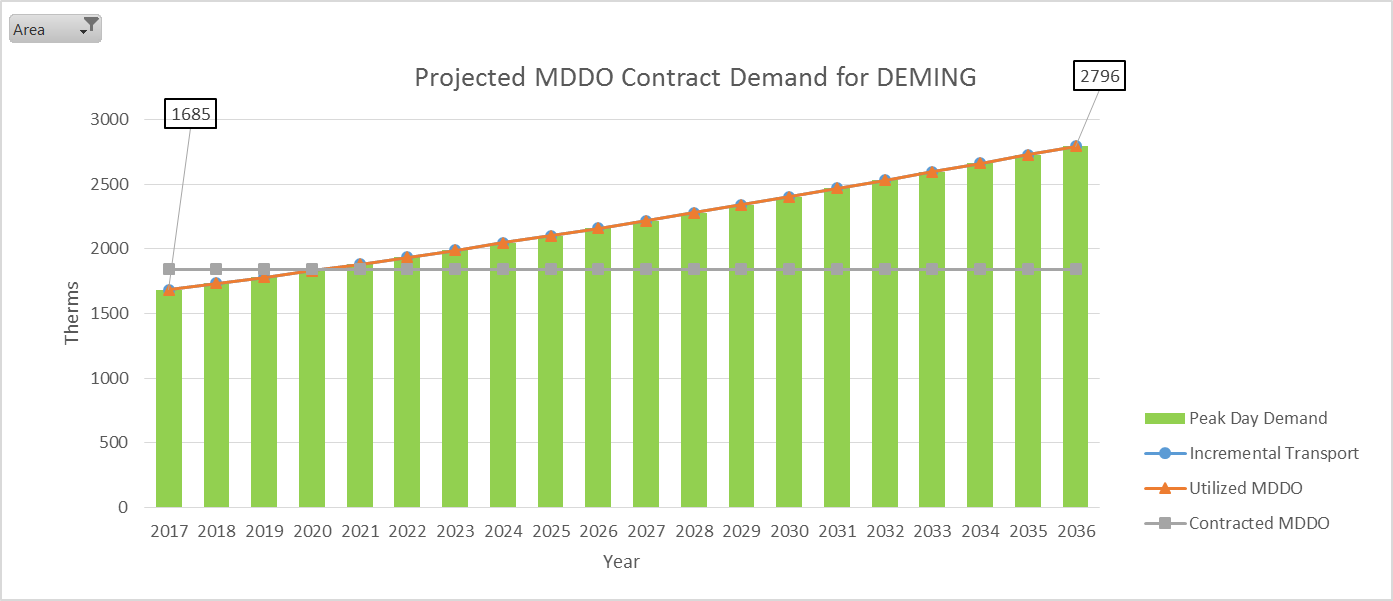 Area
Projected MDDO Contract Demand for DEMING
1685
2796
3000
2500
2000
1500
1000
500
0
Therms
2017 2018 2019 2020 2021 2022 2023 2024 2025 2026 2027 2028 2029 2030 2031 2032 2033 2034 2035 2036
Year
Peak Day Demand
Incremental Transport
Utilized MDDO
Contracted MDDO